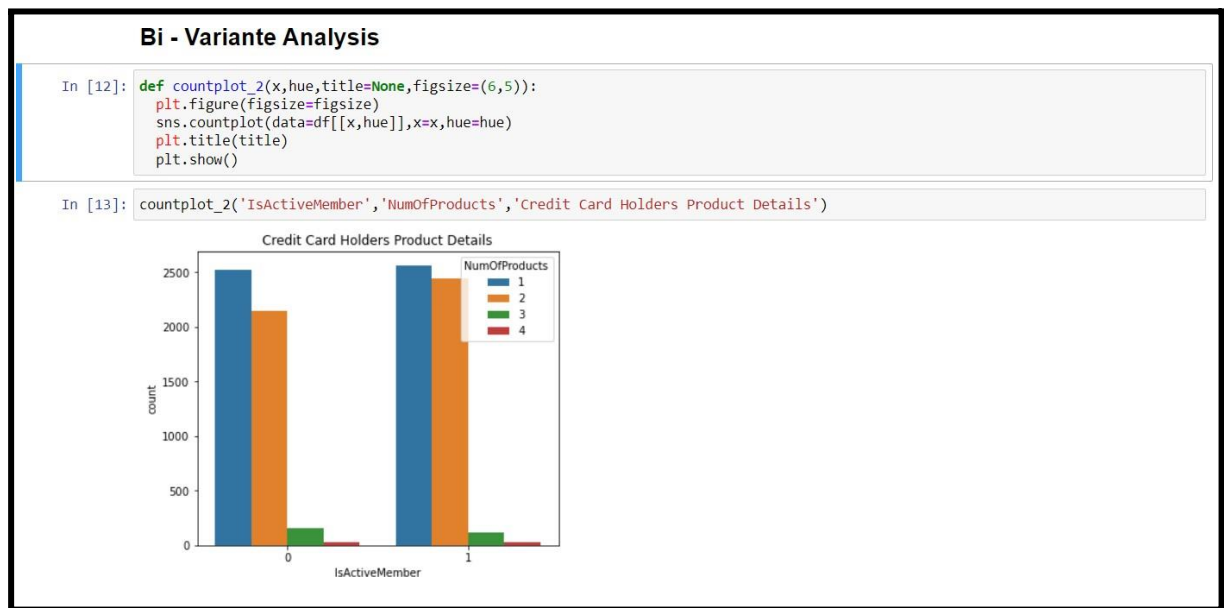 Bi - Variante Analysis
In [12]: def countplot_2(x,hue,title=None,figsize=(6,5)):
plt.figure(figsize=figsize)
sns.countplot(data=df[[x,hue]],x=x,hue=hue)
plt.title(title)
plt.show()
In [13]: countplot_2('IsActiveMember','NumOfProducts','Credit Card Holders Product Details')
Credit Card Holders Product Details
NumOfProducts
1
2
3
4
2500
2000
1500
1000
500
0
count
0 1
IsActiveMember